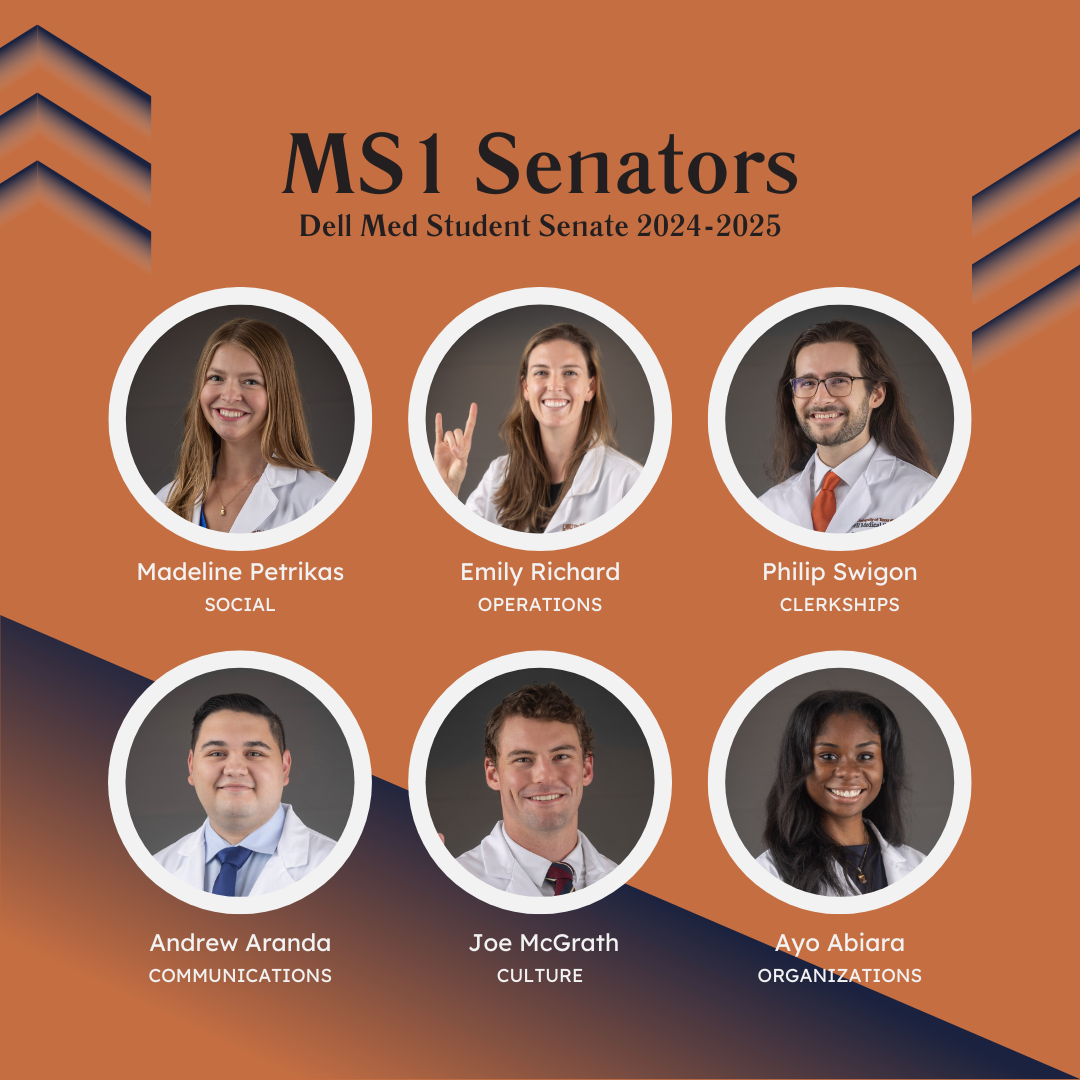 MS1 Senators
Dell Med Student Senate 2024-2025
Madeline Petrikas
SOCIAL
Emily Richard
OPERATIONS
Philip Swigon
CLERKSHIPS
Andrew Aranda
COMMUNICATIONS
Joe McGrath
CULTURE
Ayo Abiara
ORGANIZATIONS